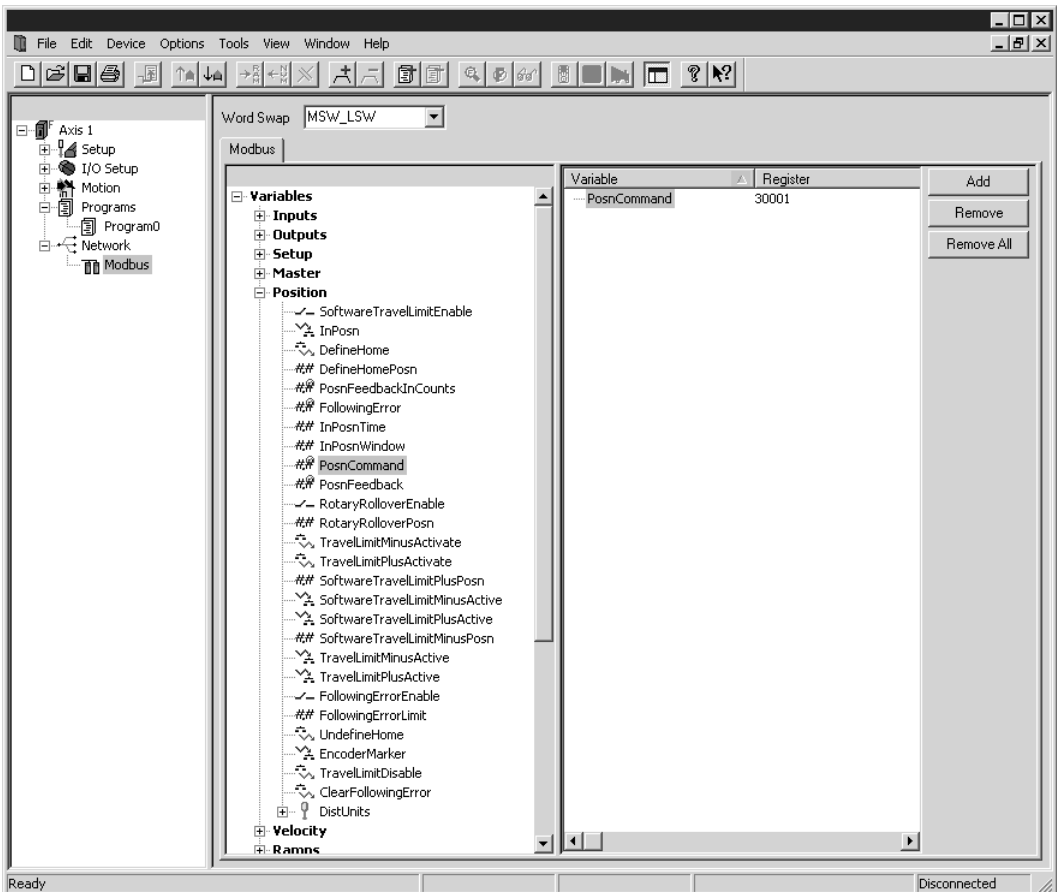 File Edit Device Options Tools View Window Help
Axis 1
Setup
I/O Setup
Motion
Programs
Program0
Network
Modbus
Word Swap MSW_LSW
Modbus
Variables
Inputs
Outputs
Setup
Master
Position
SoftwareTravelLimitEnable
InPosn
DefineHome
DefineHomePosn
PosnFeedbackInCounts
FollowingError
InPosnTime
InPosnWindow
PosnCommand
PosnFeedback
RotaryRolloverEnable
RotaryRolloverPosn
TravelLimitMinusActivate
TravelLimitPlusActivate
SoftwareTravelLimitPlusPosn
SoftwareTravelLimitMinusActive
SoftwareTravelLimitPlusActive
SoftwareTravelLimitMinusPosn
TravelLimitMinusActive
TravelLimitPlusActive
FollowingErrorEnable
FollowingErrorLimit
UndefineHome
EncoderMarker
TravelLimitDisable
ClearFollowingError
DistUnits
Velocity
Ramps
Variable Register
PosnCommand 30001
Add
Remove
Remove All
Ready Disconnected